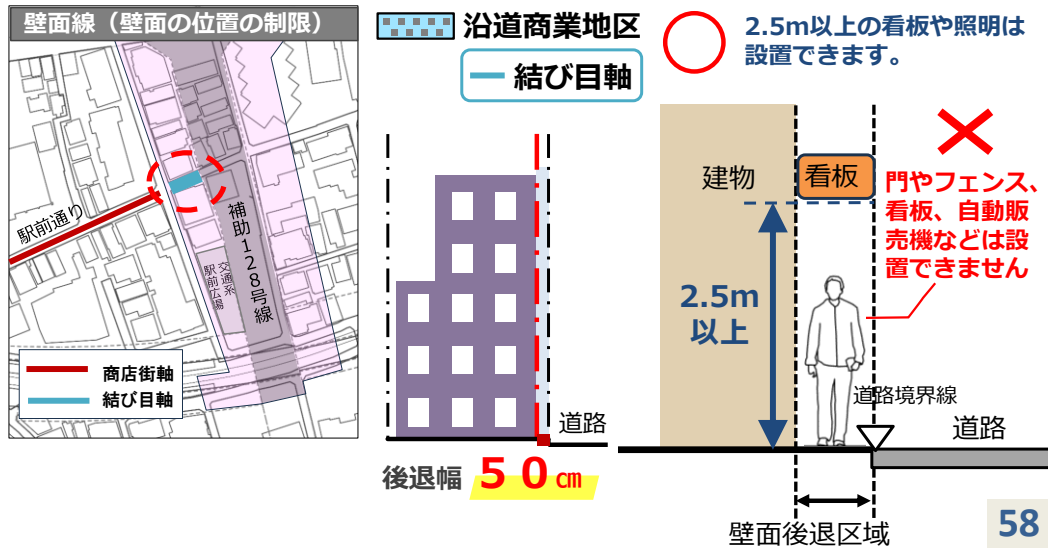 壁面線（壁面の位置の制限）
駅前通り
補助128号線
交通系
駅前広場
商店街軸
結び目軸
沿道商業地区
結び目軸
道路
後退幅 50㎝
2.5m以上の看板や照明は
設置できます。
建物
看板
門やフェンス、
看板、自動販
売機などは設
置できません
2.5m
以上
道路境界線
道路
壁面後退区域
58